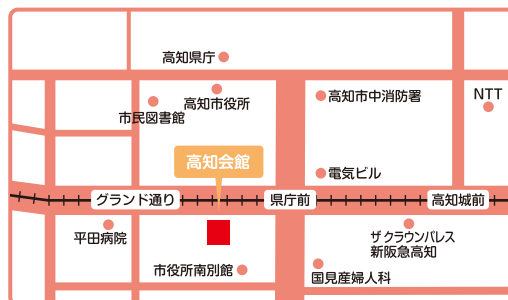 高知県庁
高知市役所
市民図書館
高知市中消防署
NTT
高知会館
電気ビル
グランド通り
県庁前
高知城前
平田病院
ザ クラウンパレス
新阪急高知
市役所南別館
国見産婦人科